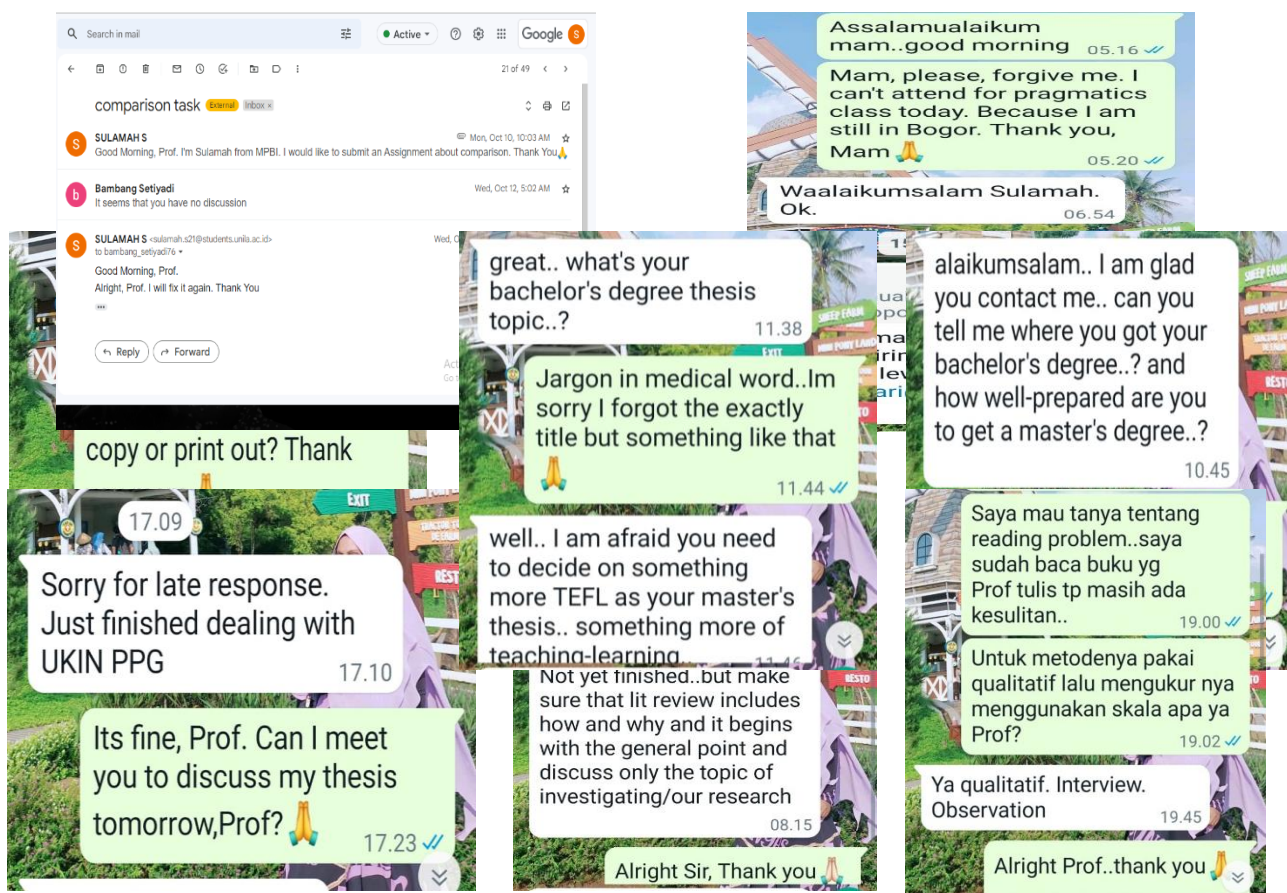 Search in mail
Active
Google
S
21 of 49
comparison task External Inbox ×
S
SULAMAH S
Mon, Oct 10, 10:03 AM
Good Morning, Prof. I'm Sulamah from MPBI. I would like to submit an Assignment about comparison. Thank You🙏
b
Bambang Setiyadi
Wed, Oct 12, 5:02 AM
It seems that you have no discussion
S
SULAMAH S <sulamah.s21@students.unila.ac.id>
Wed,
to bambang_setiyadi76
Good Morning, Prof.
Alright, Prof. I will fix it again. Thank You
Reply
Forward
Assalamualaikum
mam..good morning 05.16
Mam, please, forgive me. I
can't attend for pragmatics
class today. Because I am
still in Bogor. Thank you,
Mam 🙏
05.20
Waalaikumsalam Sulamah.
Ok.
06.54
copy or print out? Thank
🙏
EXIT
17.09
REST
Sorry for late response.
Just finished dealing with
UKIN PPG
17.10
Its fine, Prof. Can I meet
you to discuss my thesis
tomorrow,Prof?🙏
17.23
great.. what's your
bachelor's degree thesis
topic..?
11.38
SHEEP FARM
EXIT
Jargon in medical word..Im
sorry I forgot the exactly
title but something like that
🙏
11.44
well.. I am afraid you need
to decide on something
more TEFL as your master's
thesis.. something more of
teaching-learning
11.46
RESTO
Not yet finished..but make
sure that lit review includes
how and why and it begins
with the general point and
discuss only the topic of
investigating/our research
08.15
Alright Sir, Thank you🙏
alaikumsalam.. I am glad
you contact me.. can you
tell me where you got your
bachelor's degree..? and
how well-prepared are you
to get a master's degree..?
10.45
SHEEP FARM
Saya mau tanya tentang
reading problem..saya
sudah baca buku yg
Prof tulis tp masih ada
kesulitan..
19.00
Untuk metodenya pakai
qualitatif lalu mengukur nya
menggunakan skala apa ya
Prof?
19.02
Ya qualitatif. Interview.
Observation
19.45
Alright Prof..thank you🙏